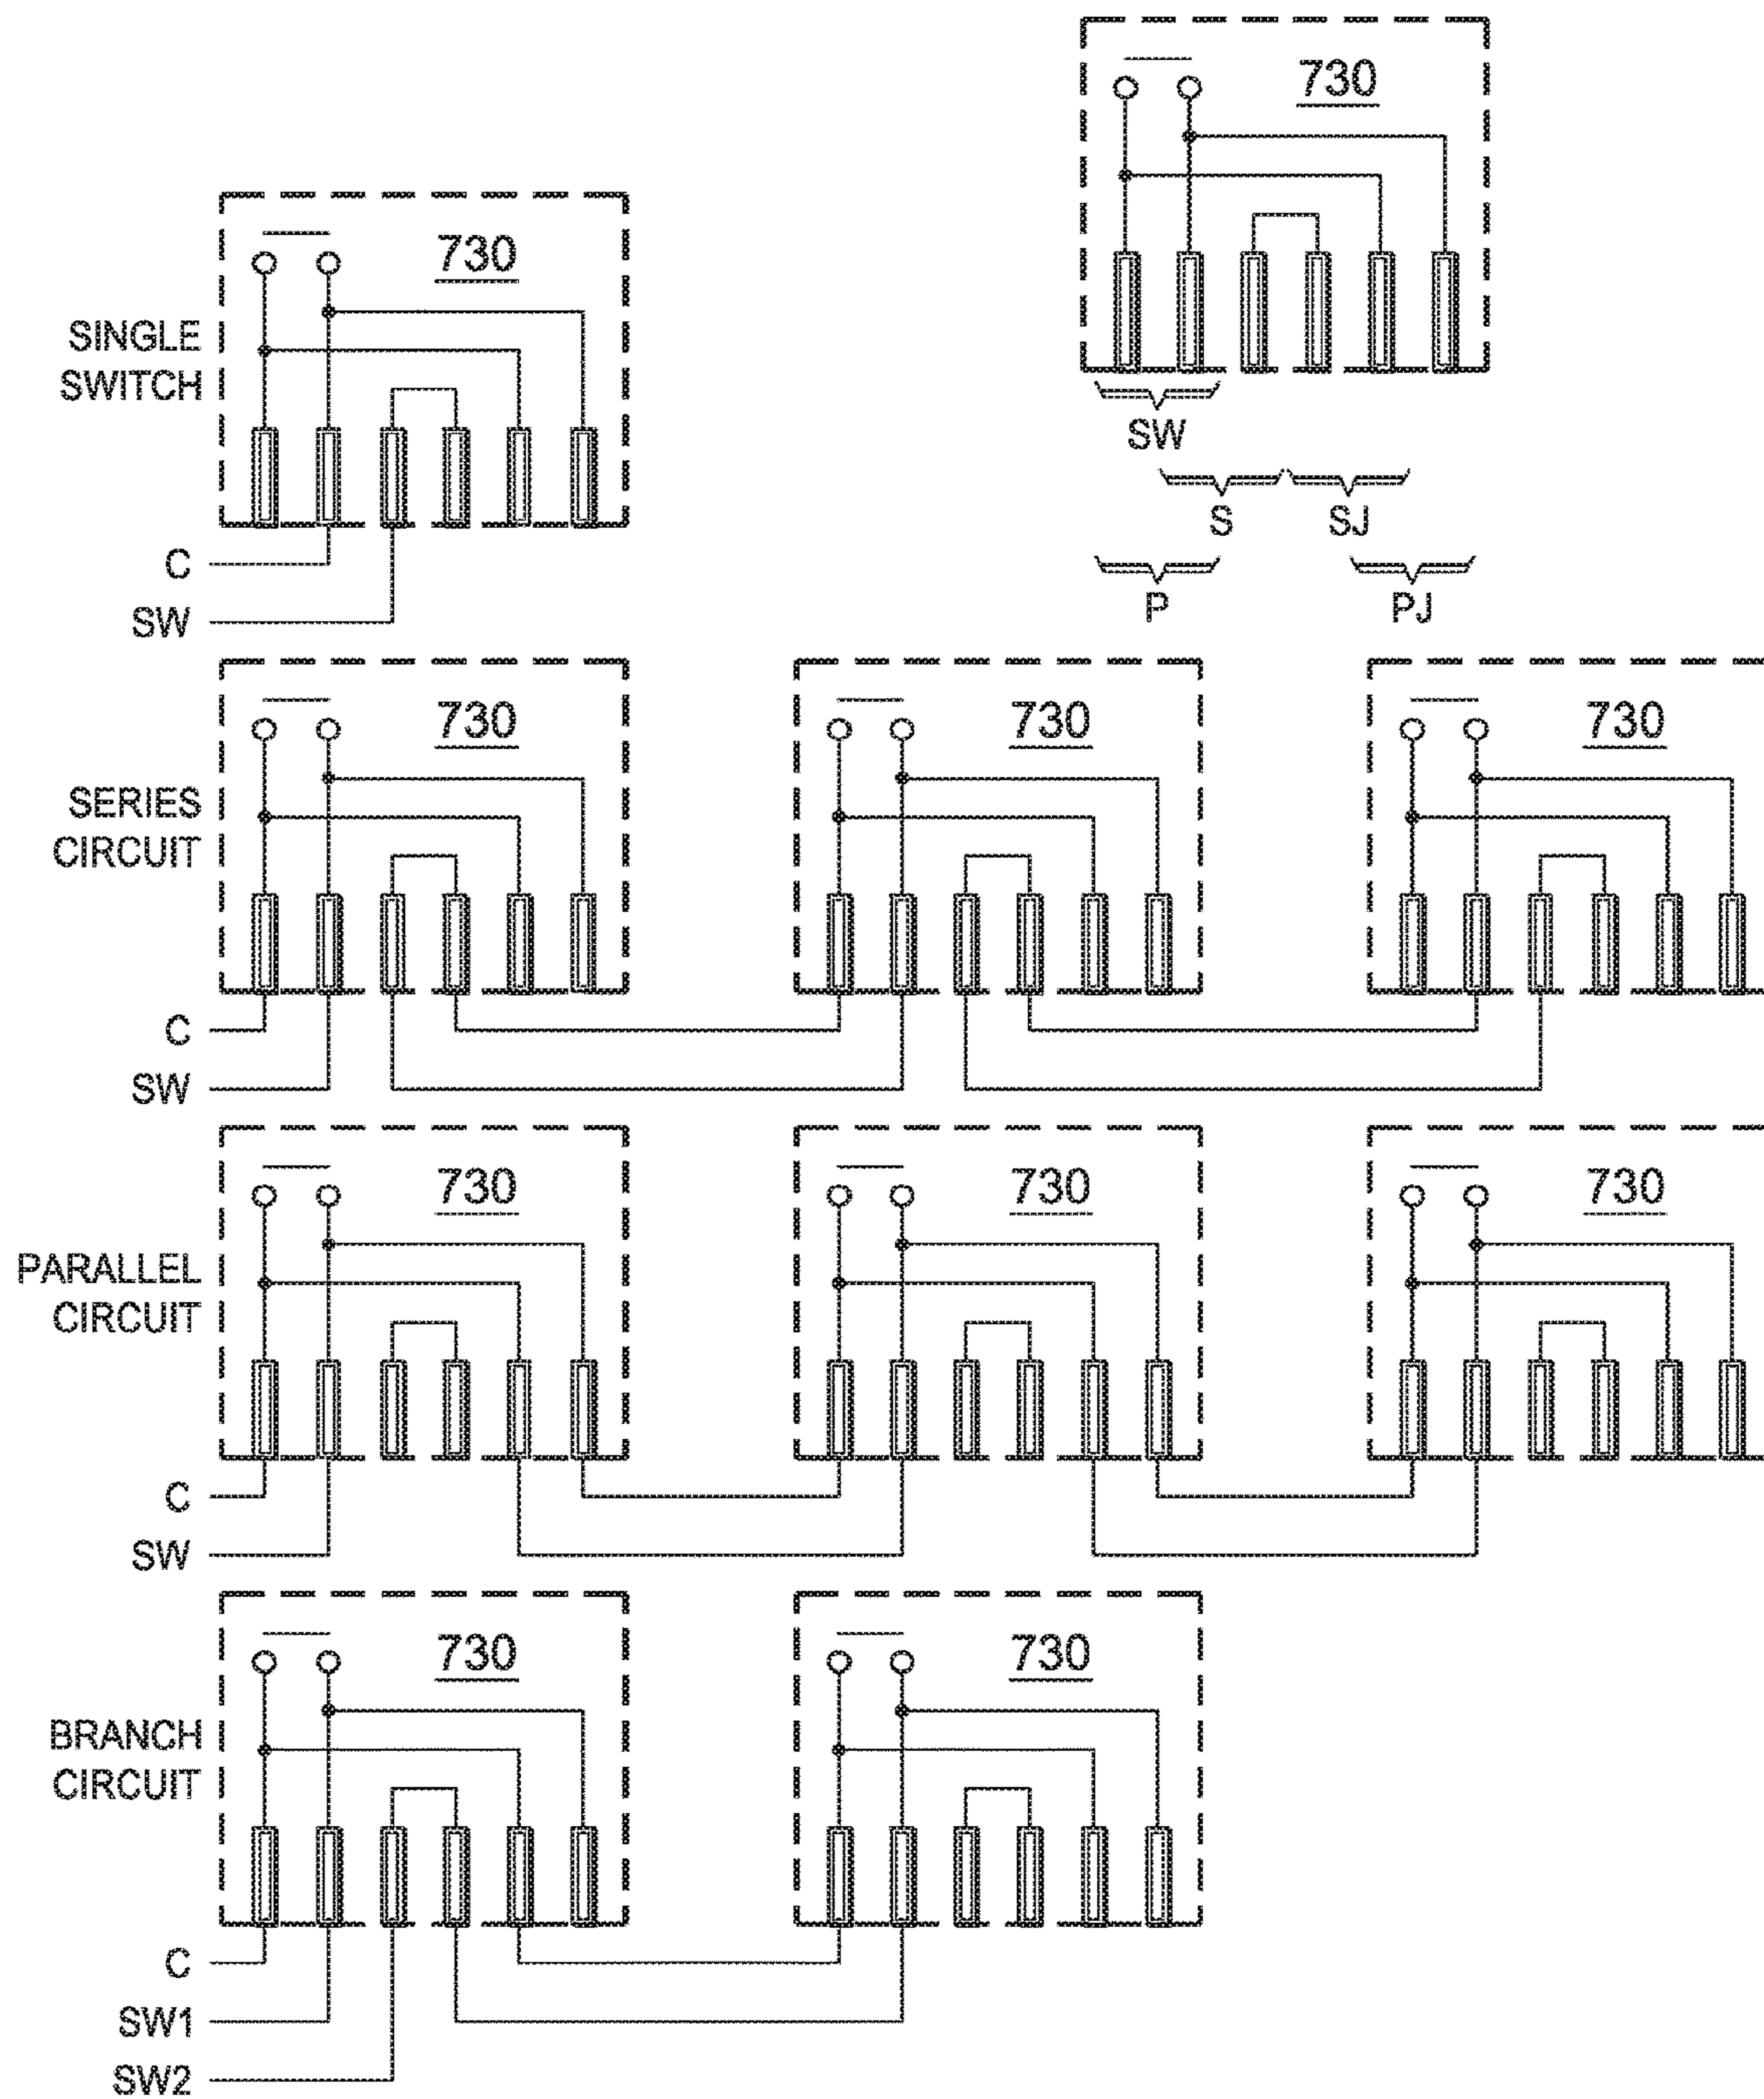 730
730
SINGLE
SWITCH
SW
S SJ
C
P PJ
SW
730 730 730
SERIES
CIRCUIT
C
SW
730 730 730
PARALLEL
CIRCUIT
C
SW
730 730
BRANCH
CIRCUIT
C
SW1
SW2